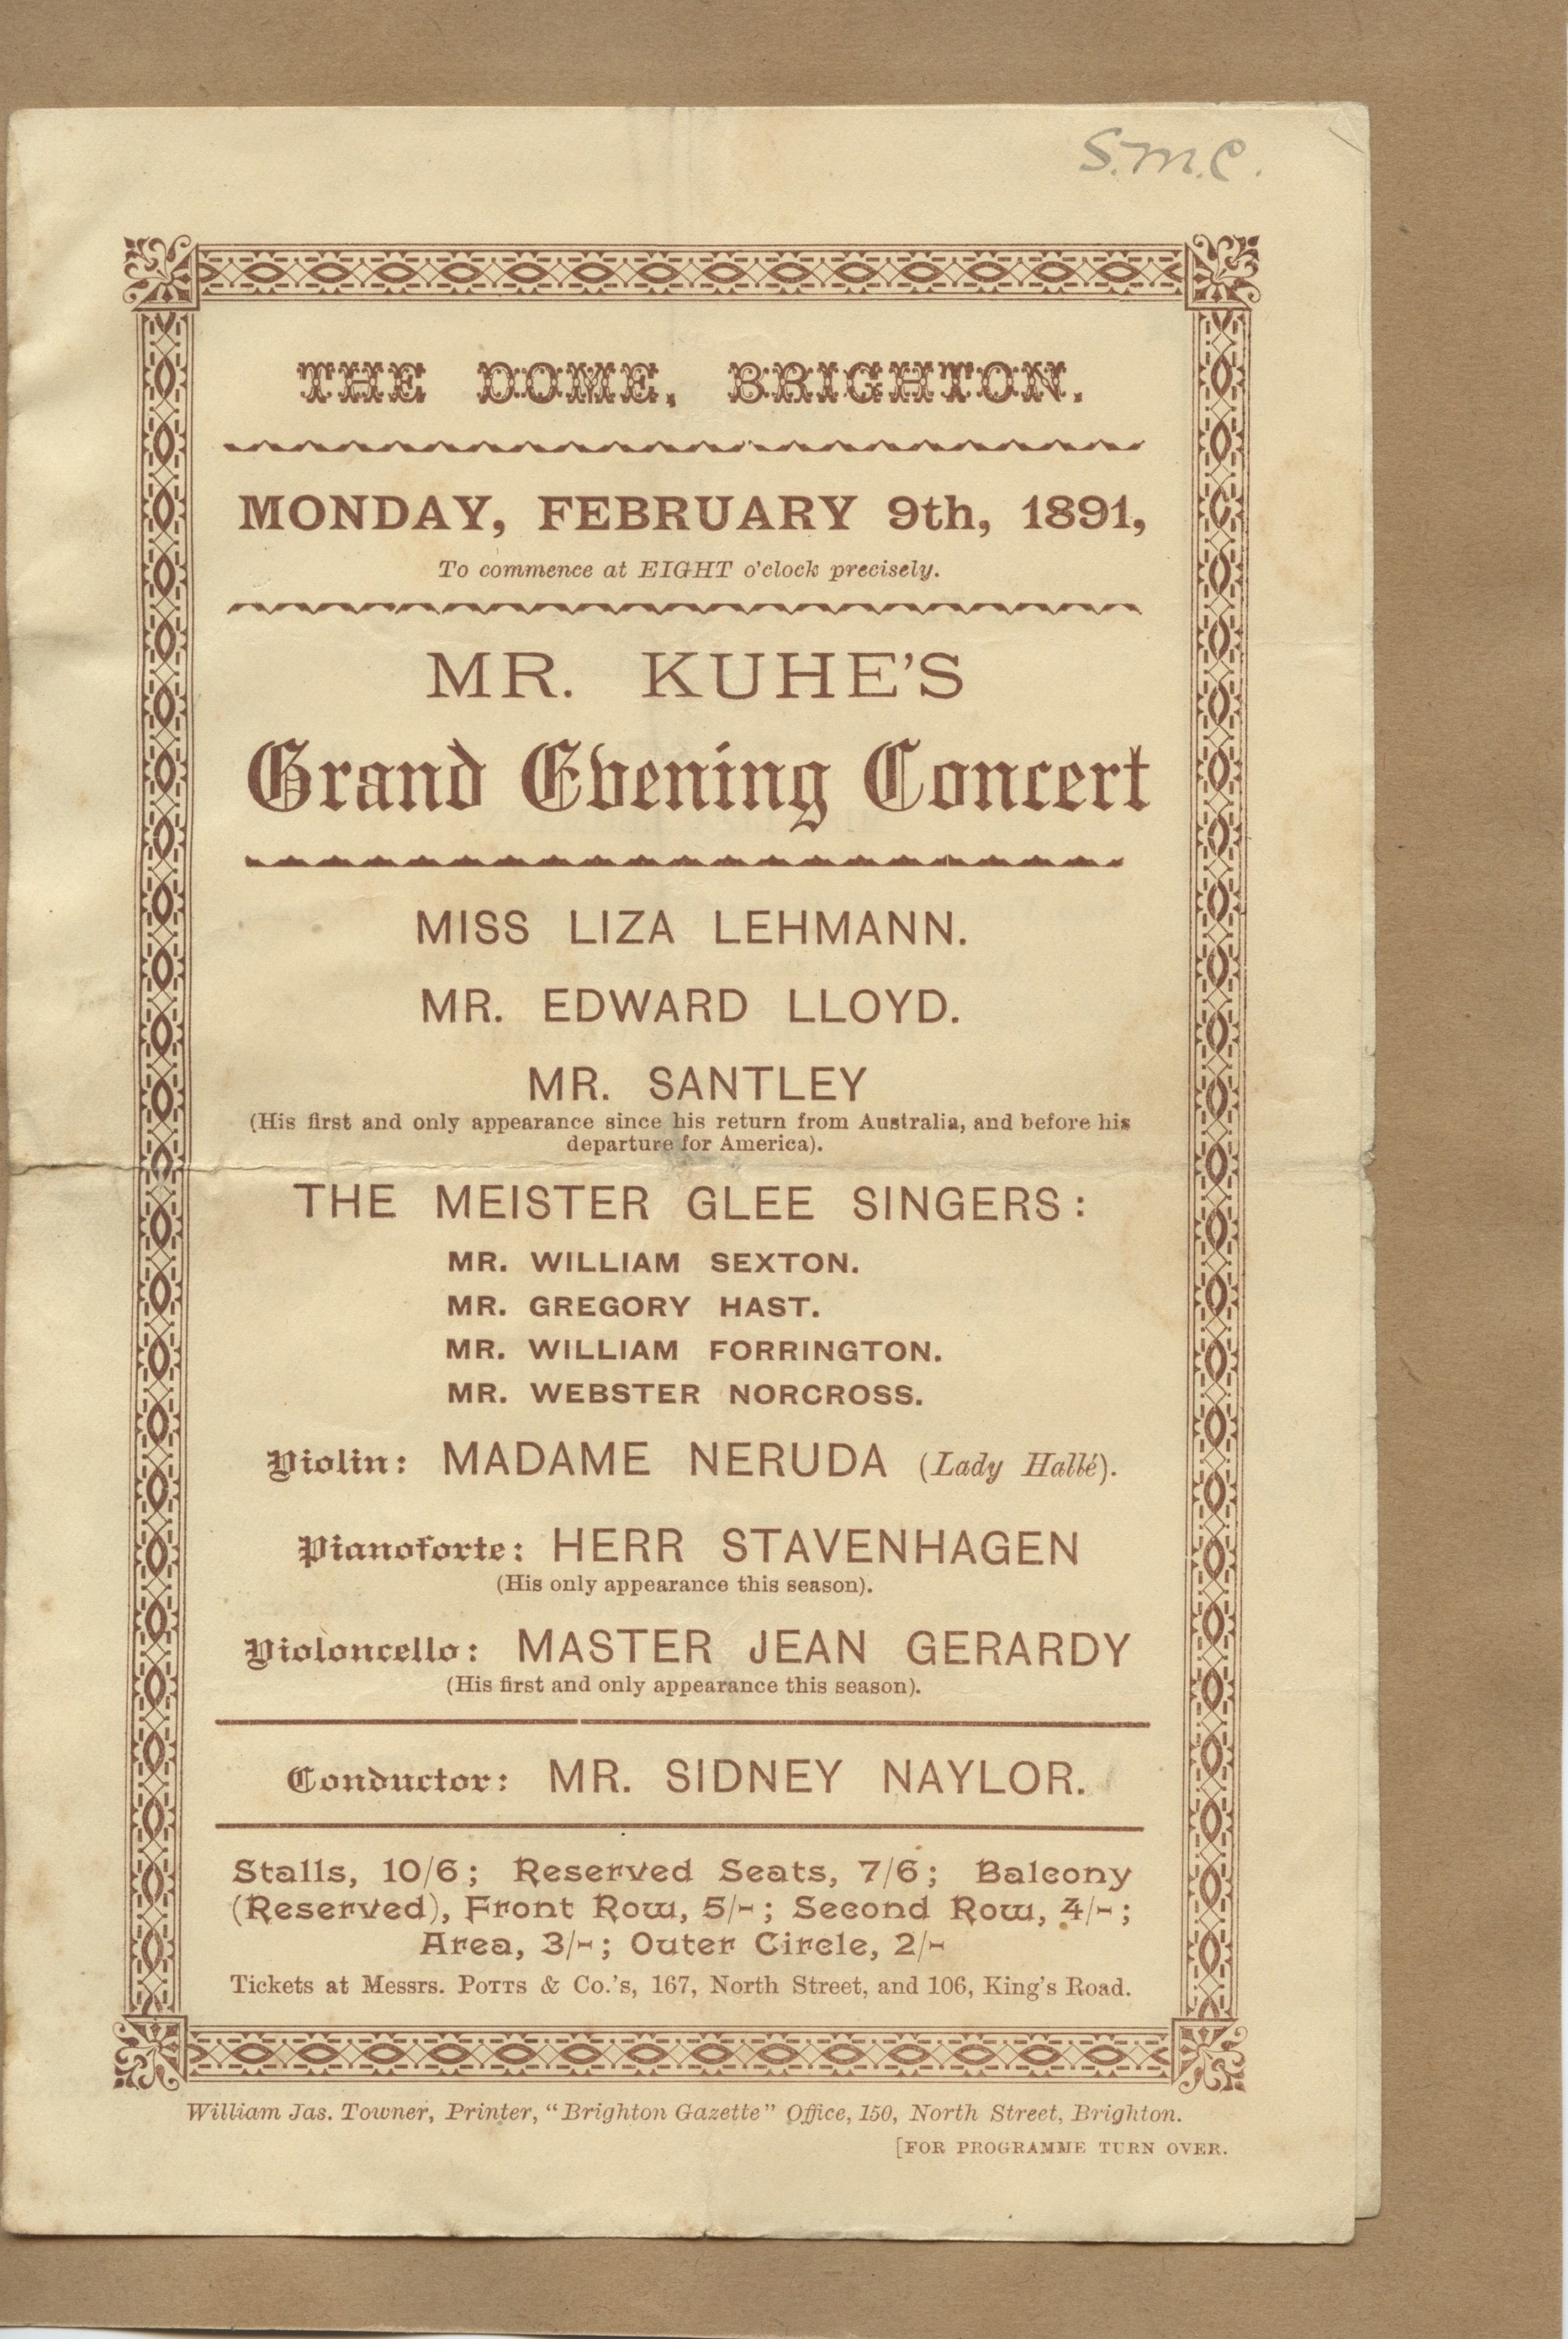 S.M.C.
THE DOME, BRIGHTON.
MONDAY, FEBRUARY 9th, 1891,
To commence at EIGHT o'clock precisely.
MR. KUHE'S
Grand Evening Concert
MISS LIZA LEHMANN.
MR. EDWARD LLOYD.
MR. SANTLEY
(His first and only appearance since his return from Australia, and before his
departure for America).
THE MEISTER GLEE SINGERS:
MR. WILLIAM SEXTON.
MR. GREGORY HAST.
MR. WILLIAM FORRINGTON.
MR. WEBSTER NORCROSS.
Violin: MADAME NERUDA (Lady Hallé).
Pianoforte: HERR STAVENHAGEN
(His only appearance this season).
Violoncello: MASTER JEAN GERARDY
(His first and only appearance this season).
Conductor: MR. SIDNEY NAYLOR.
Stalls, 10/6; Reserved Seats, 7/6; Balcony
(Reserved), Front Row, 5/-; Second Row, 4/-;
Area, 3/-; Outer Circle, 2/-
Tickets at Messrs. POTTS & Co.'s, 167, North Street, and 106, King's Road.
William Jas. Towner, Printer, "Brighton Gazette" Office, 150, North Street, Brighton.
[FOR PROGRAMME TURN OVER.